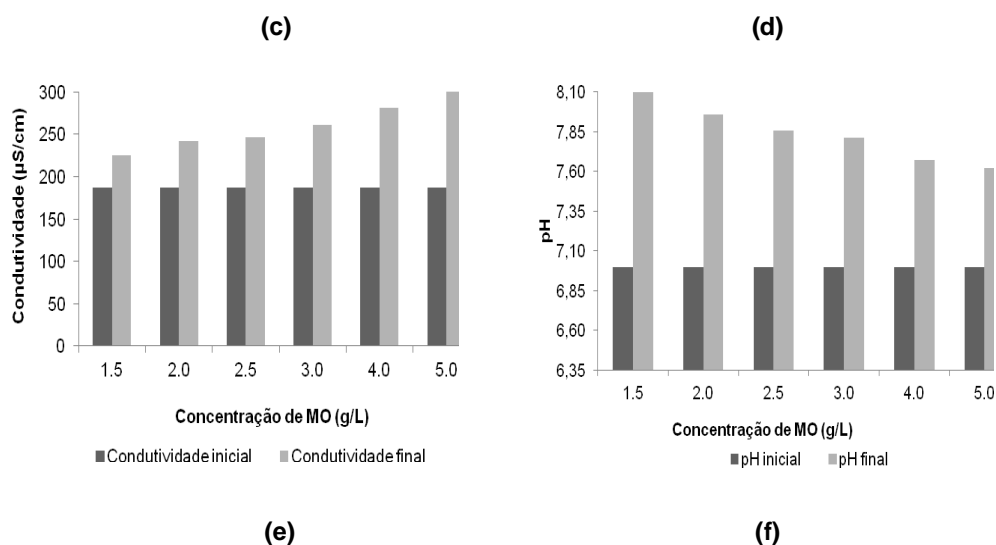 (c)
(d)
Condutividade (µS/cm)
300
250
200
150
100
50
0
1.5 2.0 2.5 3.0 4.0 5.0
Concentração de MO (g/L)
Condutividade inicial Condutividade final
pH
8,10
7,85
7,60
7,35
7,10
6,85
6,60
6,35
1.5 2.0 2.5 3.0 4.0 5.0
Concentração de MO (g/L)
pH inicial pH final
(e)
(f)